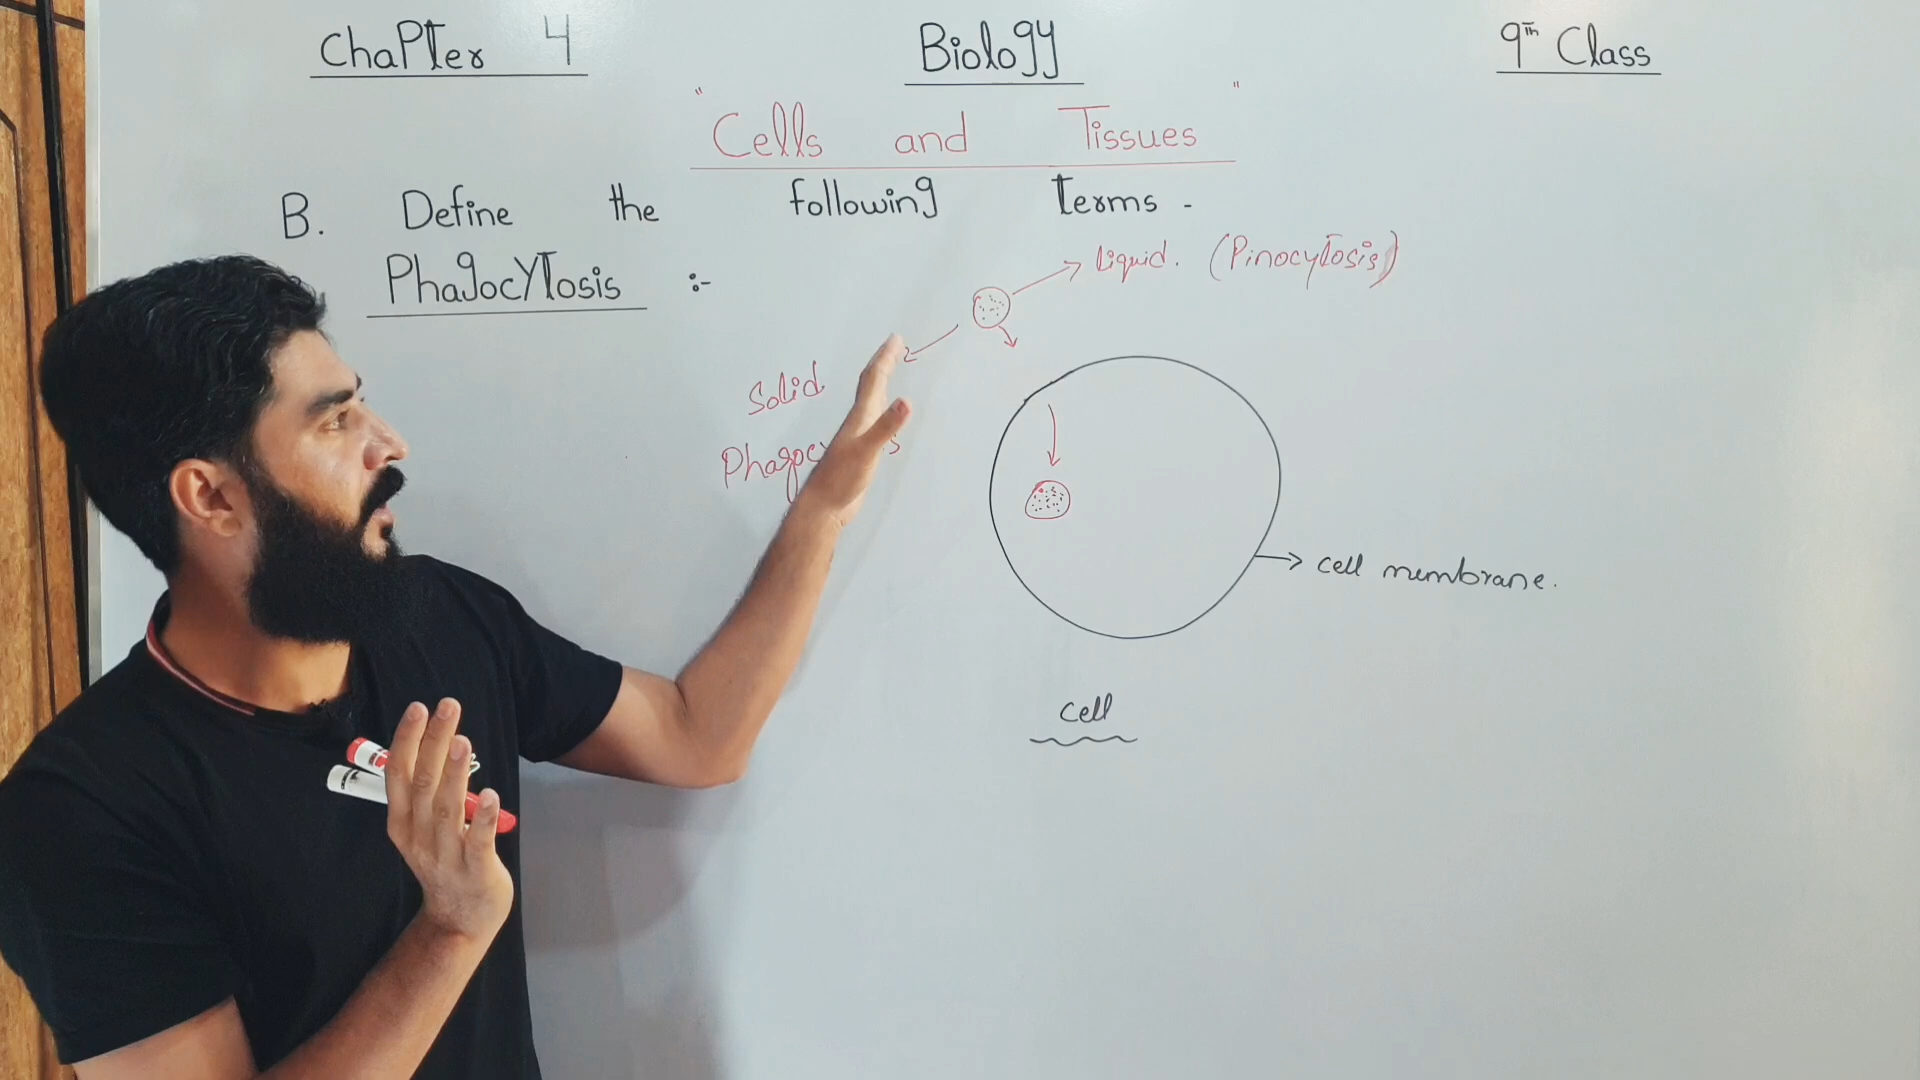 Chapter 4
Biology
9th Class
"Cells and Tissues"
B. Define the following terms -
Phagocytosis :-
Liquid. (Pinocytosis)
Solid
cell membrane.
cell